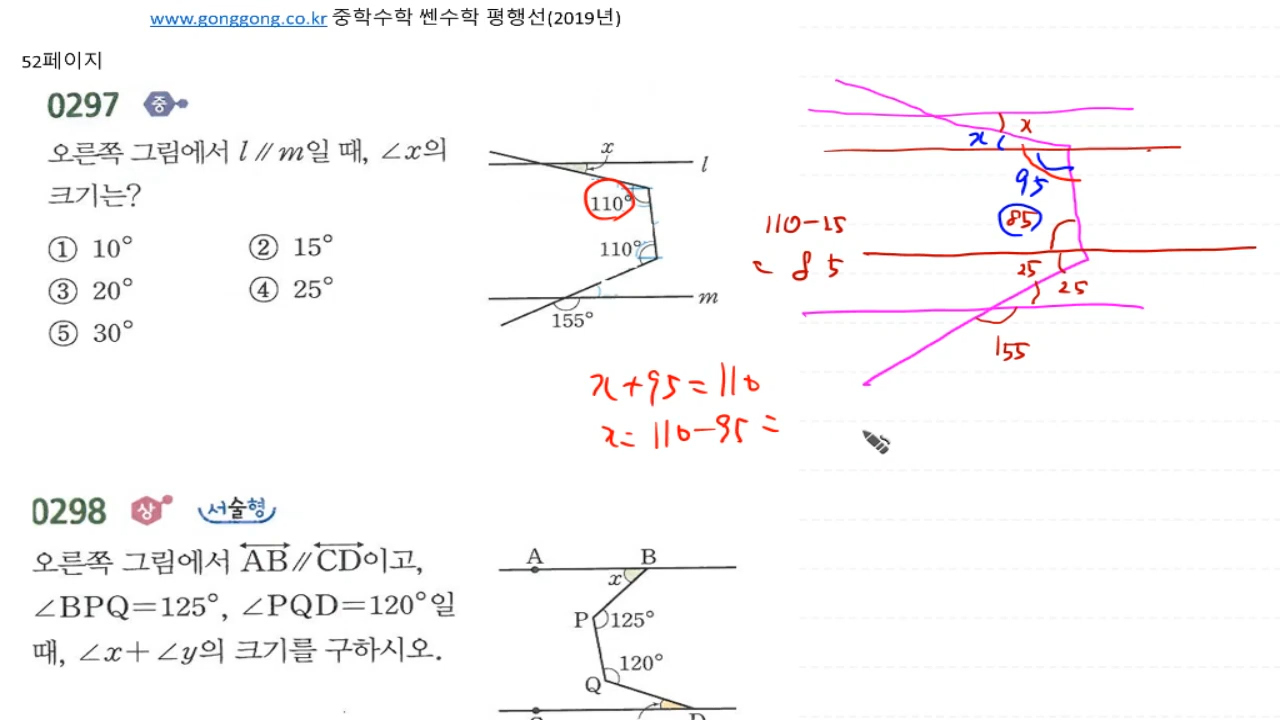 www.gonggong.co.kr 중학수학 쎈수학 평행선(2019년)
52페이지
0297 중
오른쪽 그림에서 l∥m일 때, ∠x의
크기는?
① 10° ② 15°
③ 20° ④ 25°
⑤ 30°
x
l
110°
110°
m
155°
x
x
95
85
110-15
= 85
25
25
155
x+95=110
x= 110-95=
0298 상 서술형
오른쪽 그림에서 AB∥CD이고,
∠BPQ=125°, ∠PQD=120°일
때, ∠x+∠y의 크기를 구하시오.
A B
x
P 125°
120°
Q